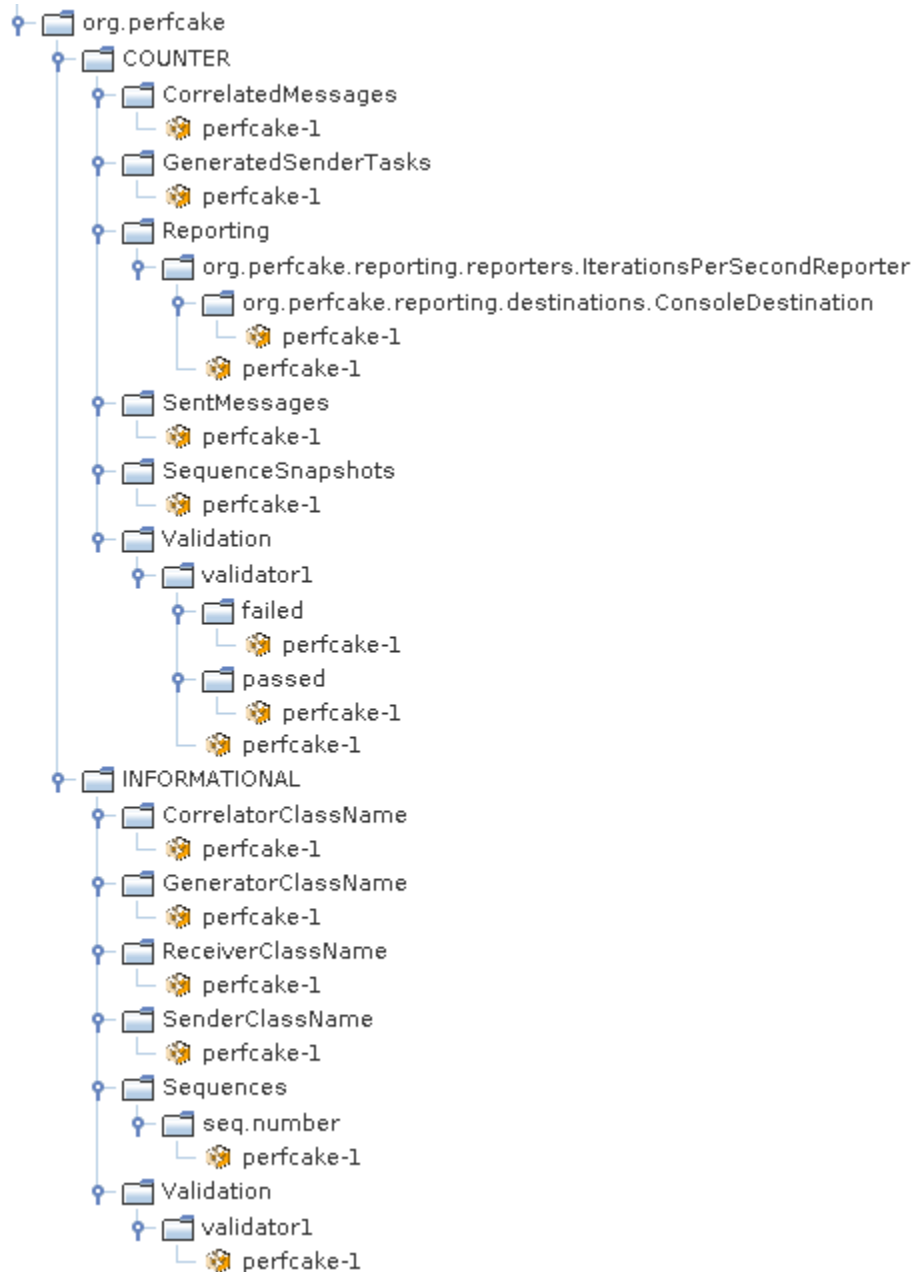 org.perfcake
COUNTER
CorrelatedMessages
perfcake-1
GeneratedSenderTasks
perfcake-1
Reporting
org.perfcake.reporting.reporters.IterationsPerSecondReporter
org.perfcake.reporting.destinations.ConsoleDestination
perfcake-1
perfcake-1
SentMessages
perfcake-1
SequenceSnapshots
perfcake-1
Validation
validator1
failed
perfcake-1
passed
perfcake-1
perfcake-1
INFORMATIONAL
CorrelatorClassName
perfcake-1
GeneratorClassName
perfcake-1
ReceiverClassName
perfcake-1
SenderClassName
perfcake-1
Sequences
seq.number
perfcake-1
Validation
validator1
perfcake-1